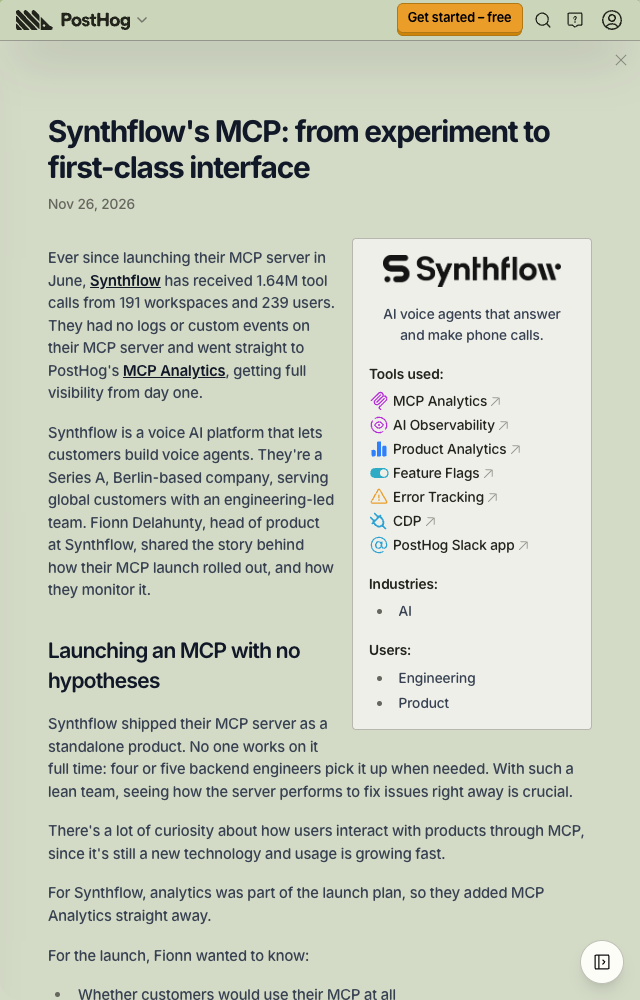 PostHog
Get started – free
Synthflow's MCP: from experiment to
first-class interface
Nov 26, 2026
Ever since launching their MCP server in
June, Synthflow has received 1.64M tool
calls from 191 workspaces and 239 users.
They had no logs or custom events on
their MCP server and went straight to
PostHog's MCP Analytics, getting full
visibility from day one.
Synthflow is a voice AI platform that lets
customers build voice agents. They're a
Series A, Berlin-based company, serving
global customers with an engineering-led
team. Fionn Delahunty, head of product
at Synthflow, shared the story behind
how their MCP launch rolled out, and how
they monitor it.
Synthflow
AI voice agents that answer
and make phone calls.
Tools used:
MCP Analytics
AI Observability
Product Analytics
Feature Flags
Error Tracking
CDP
PostHog Slack app
Industries:
AI
Users:
Engineering
Product
Launching an MCP with no
hypotheses
Synthflow shipped their MCP server as a
standalone product. No one works on it
full time: four or five backend engineers pick it up when needed. With such a
lean team, seeing how the server performs to fix issues right away is crucial.
There's a lot of curiosity about how users interact with products through MCP,
since it's still a new technology and usage is growing fast.
For Synthflow, analytics was part of the launch plan, so they added MCP
Analytics straight away.
For the launch, Fionn wanted to know:
Whether customers would use their MCP at all